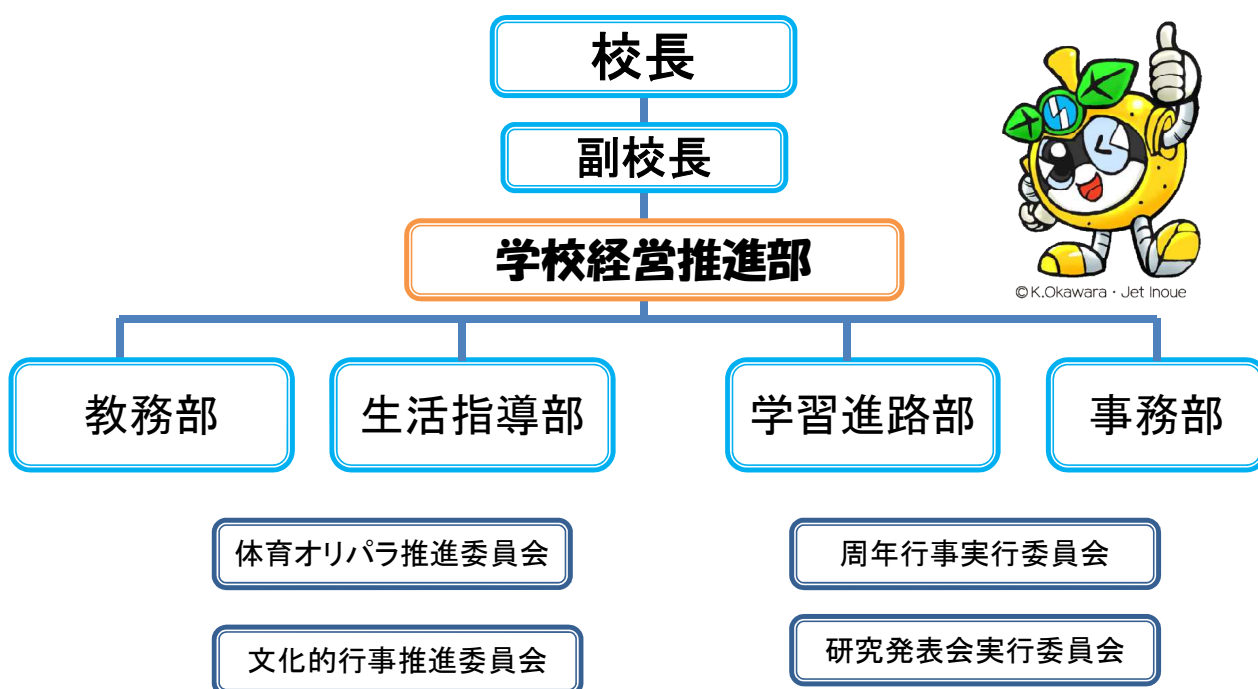 校長
副校長
学校経営推進部
©K.Okawara・Jet Inoue
教務部
生活指導部
学習進路部
事務部
体育オリパラ推進委員会
周年行事実行委員会
文化的行事推進委員会
研究発表会実行委員会